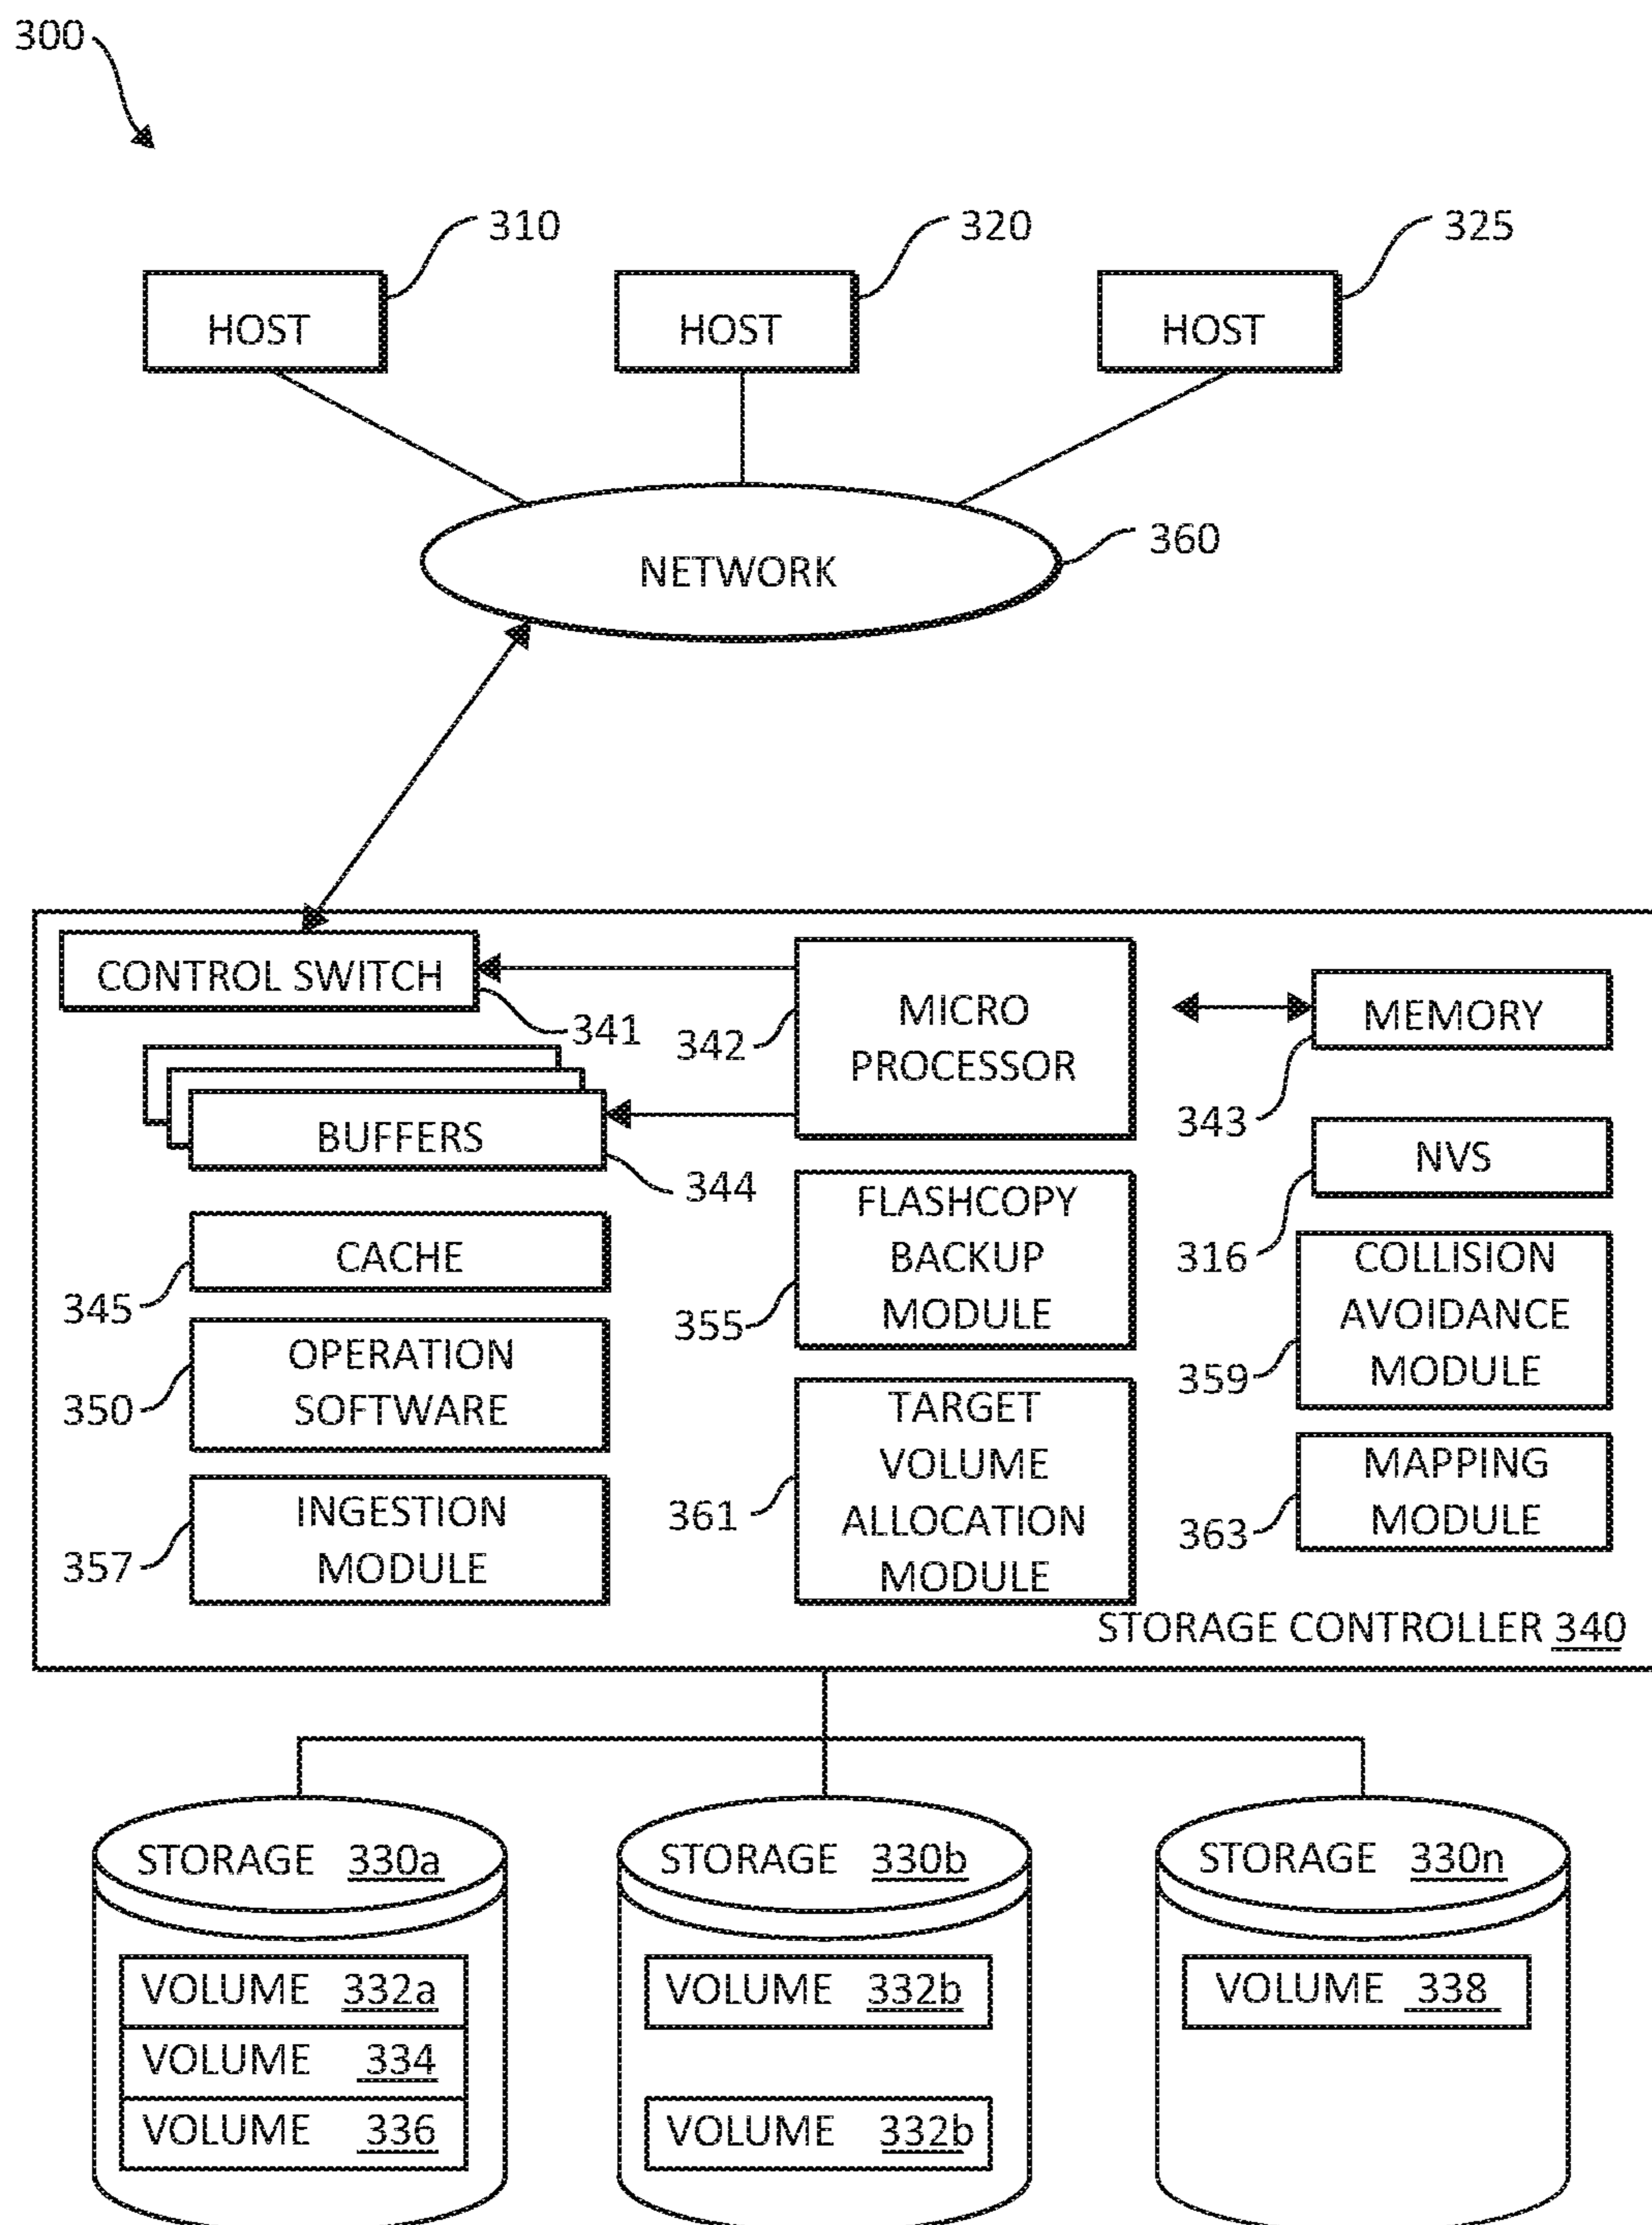 300
310
320
325
HOST
HOST
HOST
360
NETWORK
CONTROL SWITCH
341
342
MICRO
PROCESSOR
MEMORY
343
BUFFERS
344
NVS
316
CACHE
345
FLASHCOPY
BACKUP
MODULE
355
COLLISION
AVOIDANCE
MODULE
359
OPERATION
SOFTWARE
350
TARGET
VOLUME
ALLOCATION
MODULE
361
MAPPING
MODULE
363
INGESTION
MODULE
357
STORAGE CONTROLLER 340
STORAGE 330a
VOLUME 332a
VOLUME 334
VOLUME 336
STORAGE 330b
VOLUME 332b
VOLUME 332b
STORAGE 330n
VOLUME 338